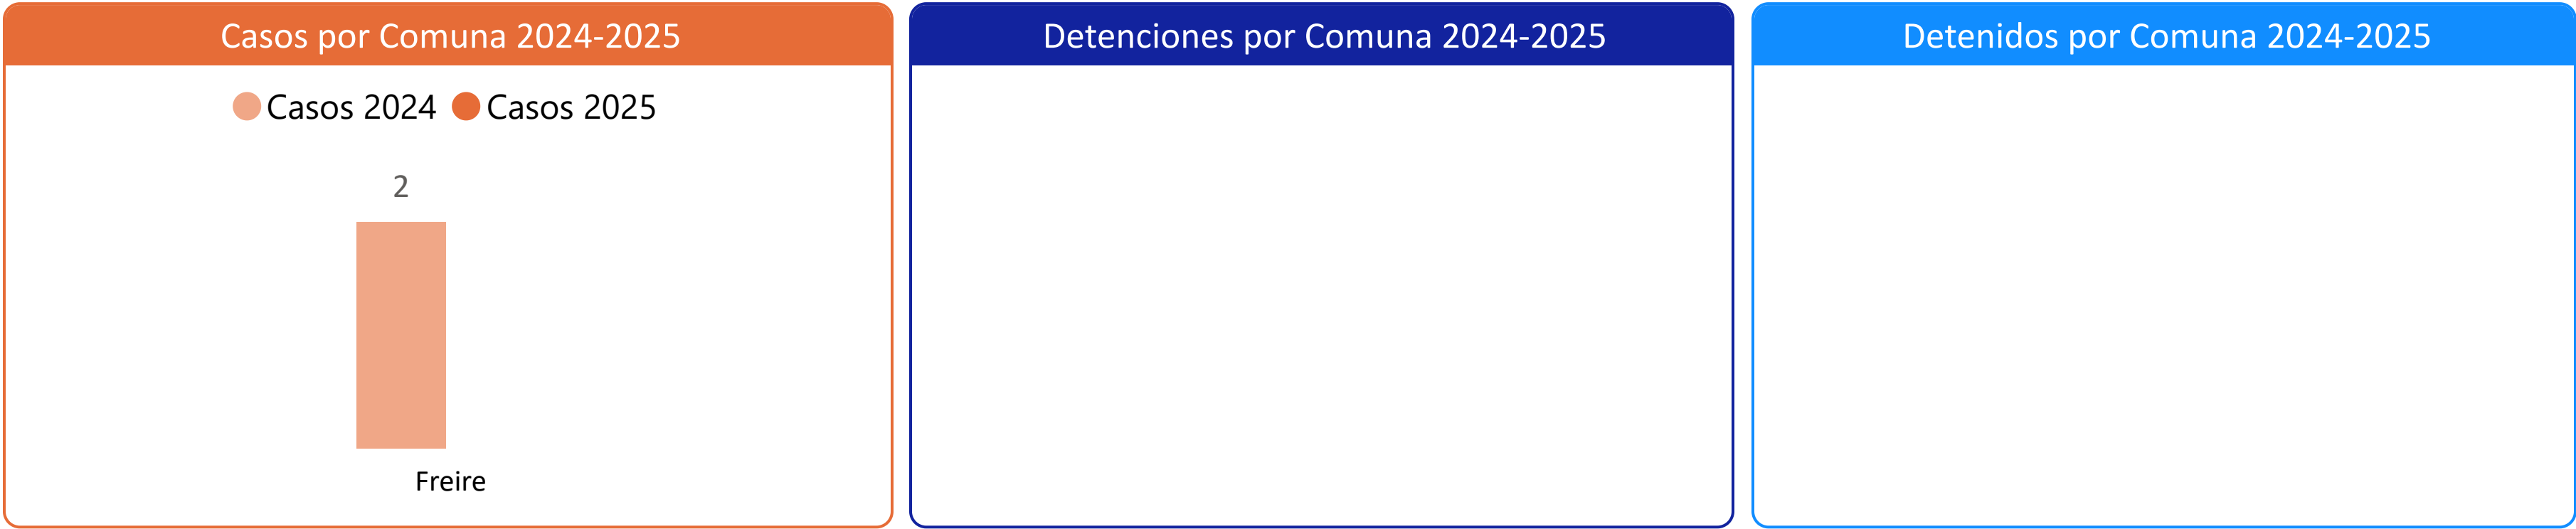 Casos por Comuna 2024-2025
Casos 2024 Casos 2025
2
Freire
Detenciones por Comuna 2024-2025
Detenidos por Comuna 2024-2025